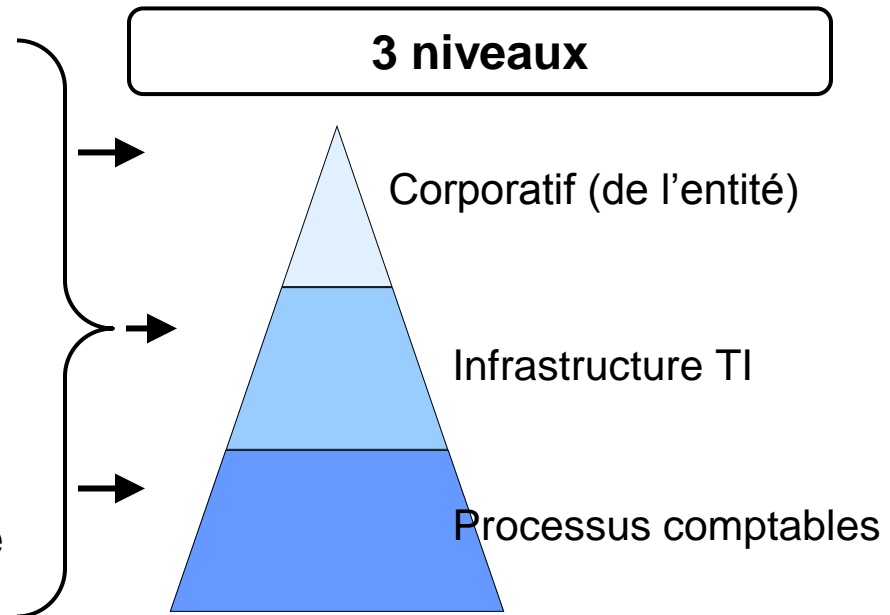 3 niveaux
Corporatif (de l’entité)
Infrastructure TI
Processus comptables